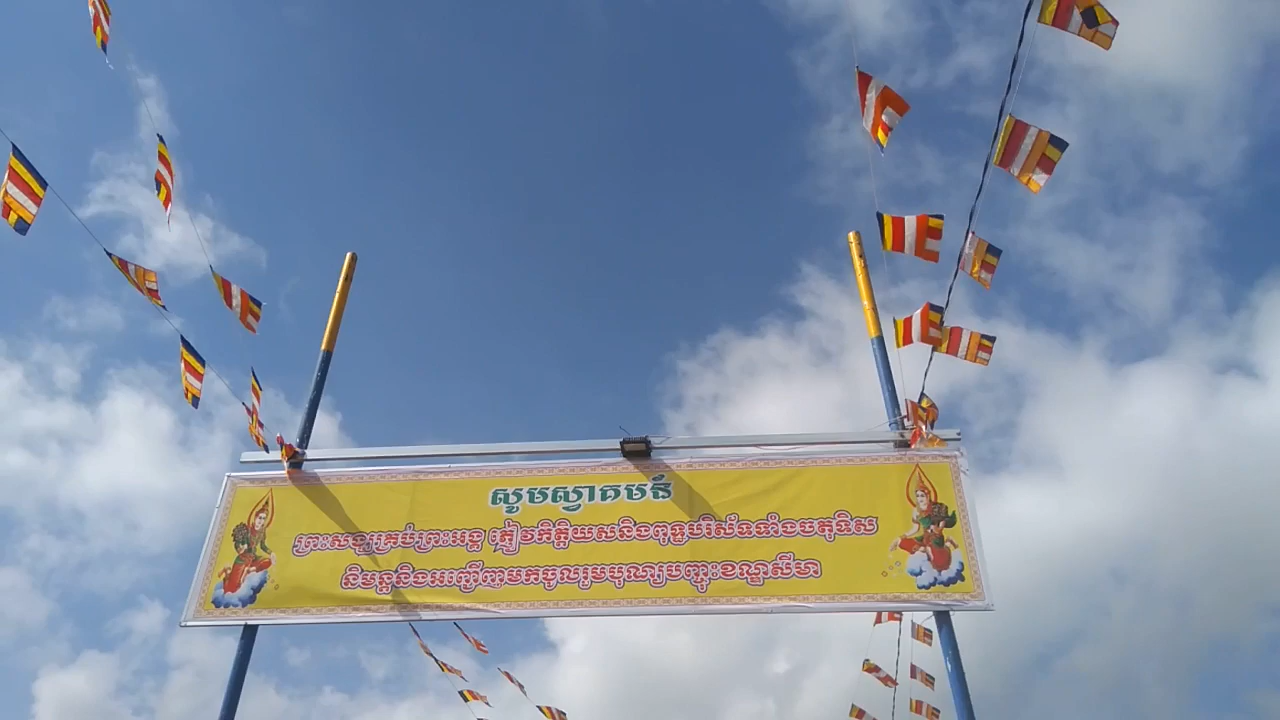 សូមស្វាគមន៍
ព្រះសង្ឃគ្រប់ព្រះអង្គ ភ្ញៀវកិត្តិយសនិងពុទ្ធបរិស័ទទាំងចតុទិស
និមន្តនិងអញ្ជើញមកចូលរួមបុណ្យបញ្ចុះខណ្ឌសីមា